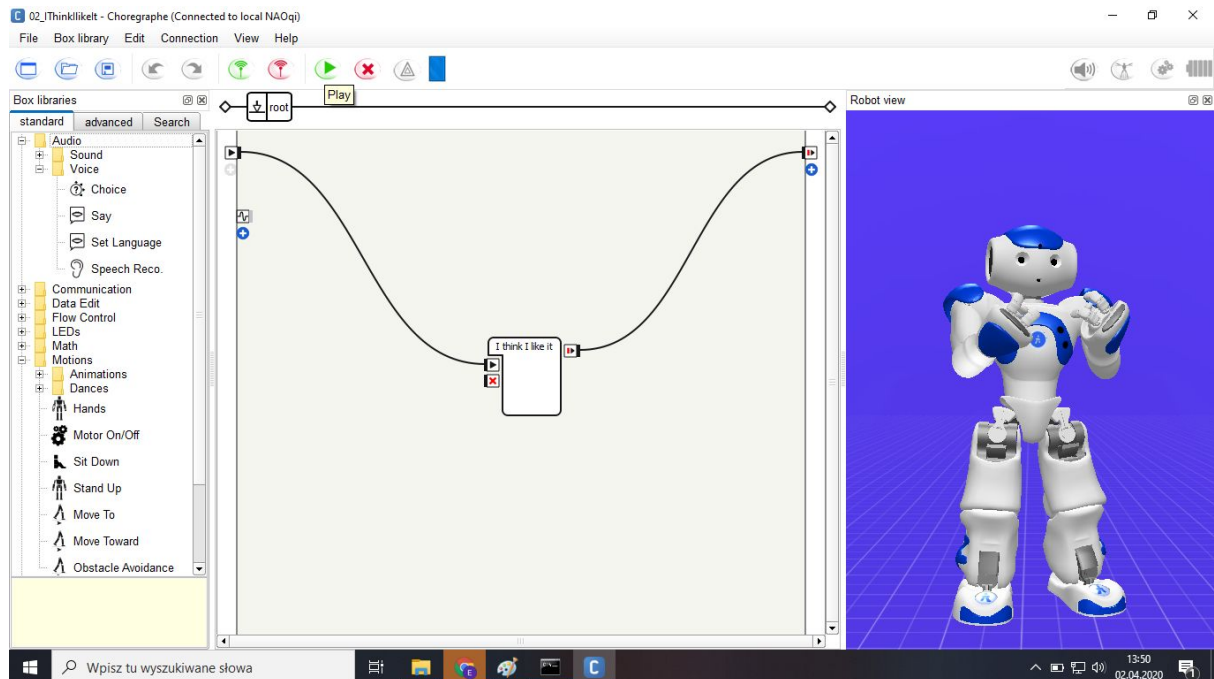 02_IThinkIlikeIt - Choregraphe (Connected to local NAOqi)
File Box library Edit Connection View Help
Play
Box libraries
standard advanced Search
root
Robot view
Audio
Sound
Voice
Choice
Say
Set Language
Speech Reco.
Communication
Data Edit
Flow Control
LEDs
Math
Motions
Animations
Dances
Hands
Motor On/Off
Sit Down
Stand Up
Move To
Move Toward
Obstacle Avoidance
I think I like it
Wpisz tu wyszukiwane słowa
13:50
02.04.2020